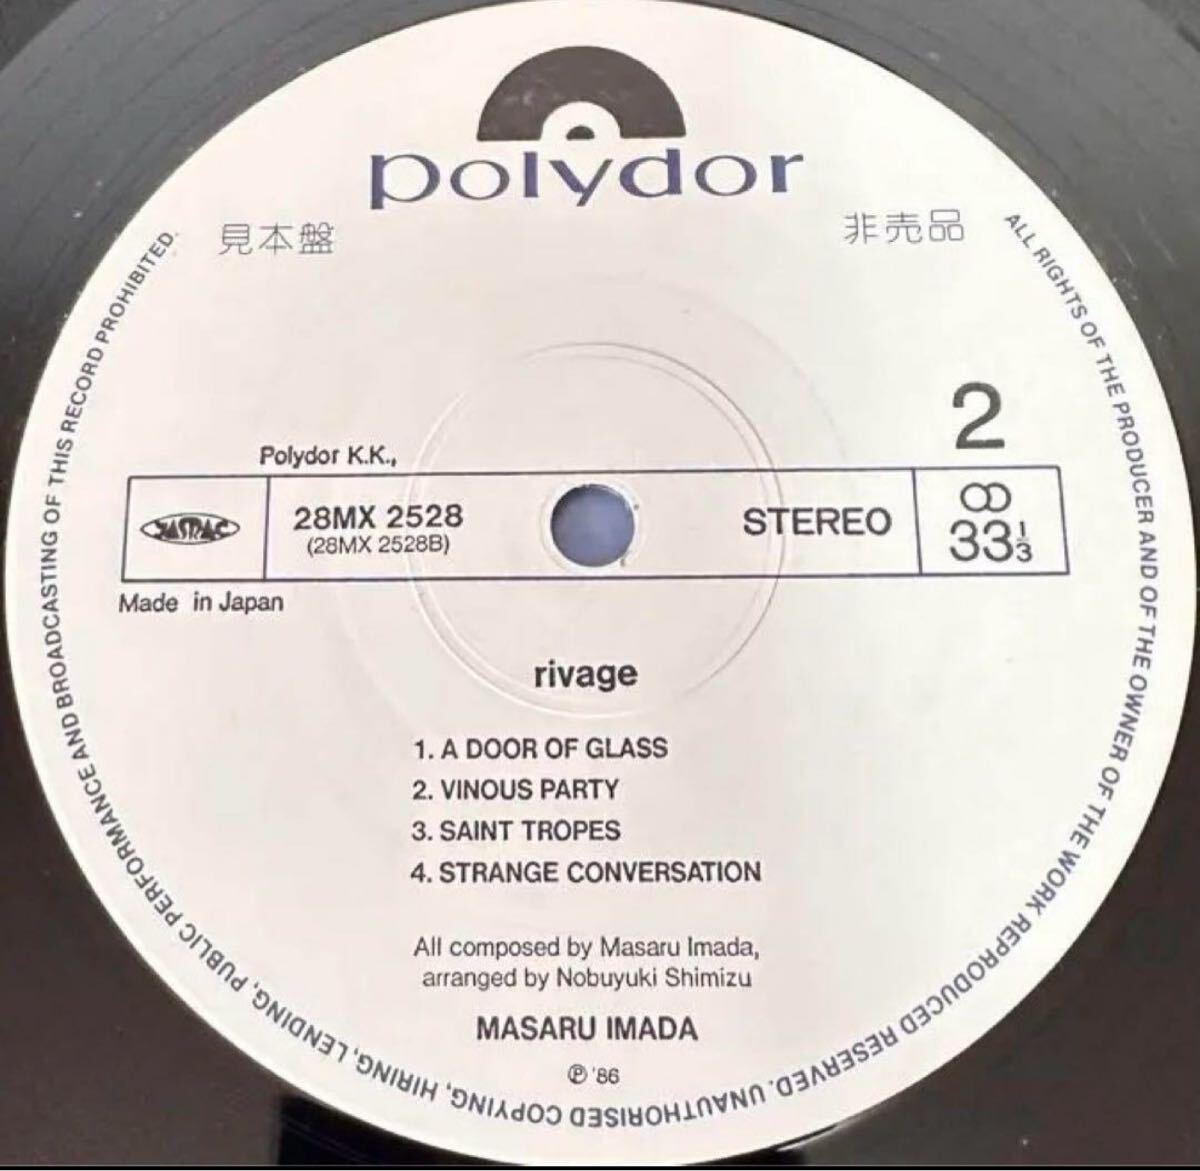 polydor
見本盤
非売品
2
Polydor K.K.,
JASRAC
28MX 2528
(28MX 2528B)
STEREO
33⅓
Made in Japan
rivage
1. A DOOR OF GLASS
2. VINOUS PARTY
3. SAINT TROPES
4. STRANGE CONVERSATION
All composed by Masaru Imada,
arranged by Nobuyuki Shimizu
MASARU IMADA
℗ '86
ALL RIGHTS OF THE PRODUCER AND OF THE OWNER OF THE WORK REPRODUCED RESERVED. UNAUTHORISED COPYING, HIRING, LENDING, PUBLIC PERFORMANCE AND BROADCASTING OF THIS RECORD PROHIBITED.